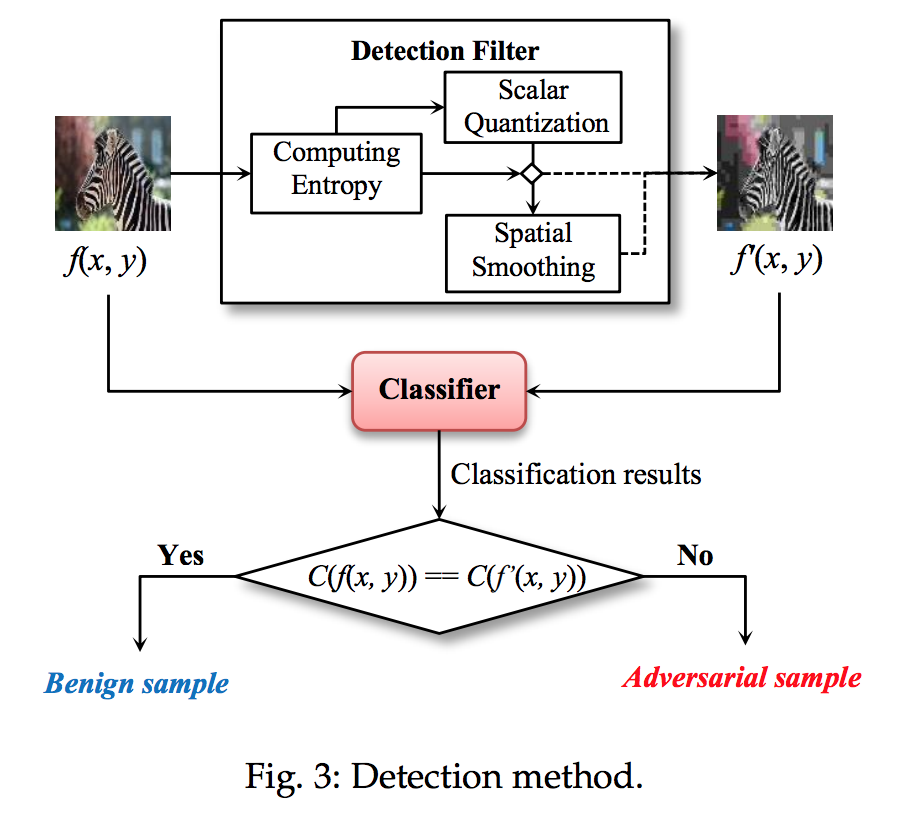 Detection Filter
Scalar
Quantization
Computing
Entropy
Spatial
Smoothing
f(x, y)
f'(x, y)
Classifier
Classification results
Yes
No
C(f(x, y)) == C(f’(x, y))
Benign sample
Adversarial sample
Fig. 3: Detection method.